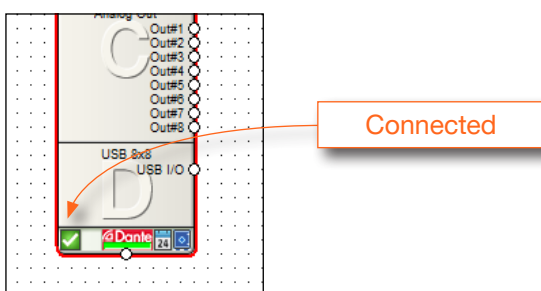 Analog Out
C
Out#1
Out#2
Out#3
Out#4
Out#5
Out#6
Out#7
Out#8
Connected
USB 8x8
USB I/O
D
Dante
24